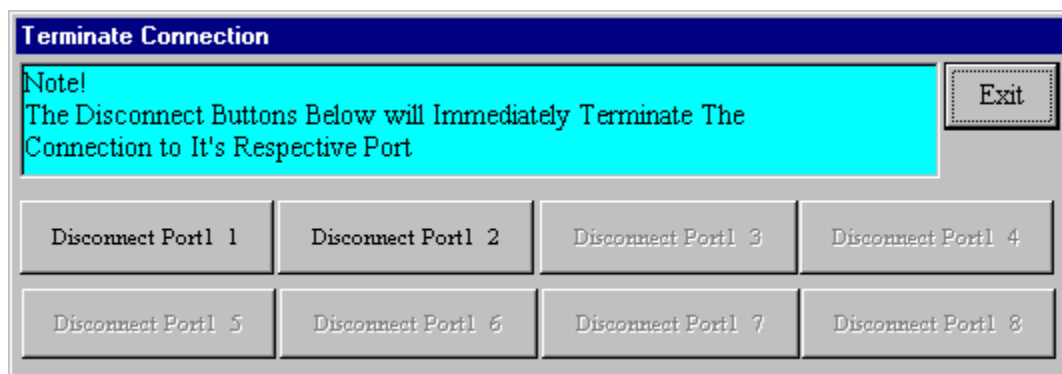 Terminate Connection
Note!
The Disconnect Buttons Below will Immediately Terminate The
Connection to It's Respective Port
Exit
Disconnect Port1 1
Disconnect Port1 2
Disconnect Port1 3
Disconnect Port1 4
Disconnect Port1 5
Disconnect Port1 6
Disconnect Port1 7
Disconnect Port1 8